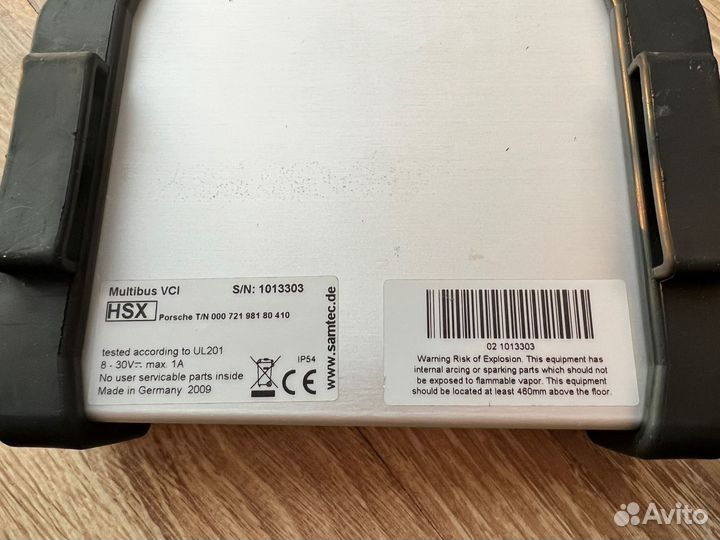 Multibus VCI S/N: 1013303
HSX Porsche T/N 000 721 981 80 410
tested according to UL201
8 - 30V⎓ max. 1A
No user servicable parts inside
Made in Germany 2009
IP54
CE
www.samtec.de
02 1013303
Warning Risk of Explosion. This equipment has
internal arcing or sparking parts which should not
be exposed to flammable vapor. This equipment
should be located at least 460mm above the floor.
Avito